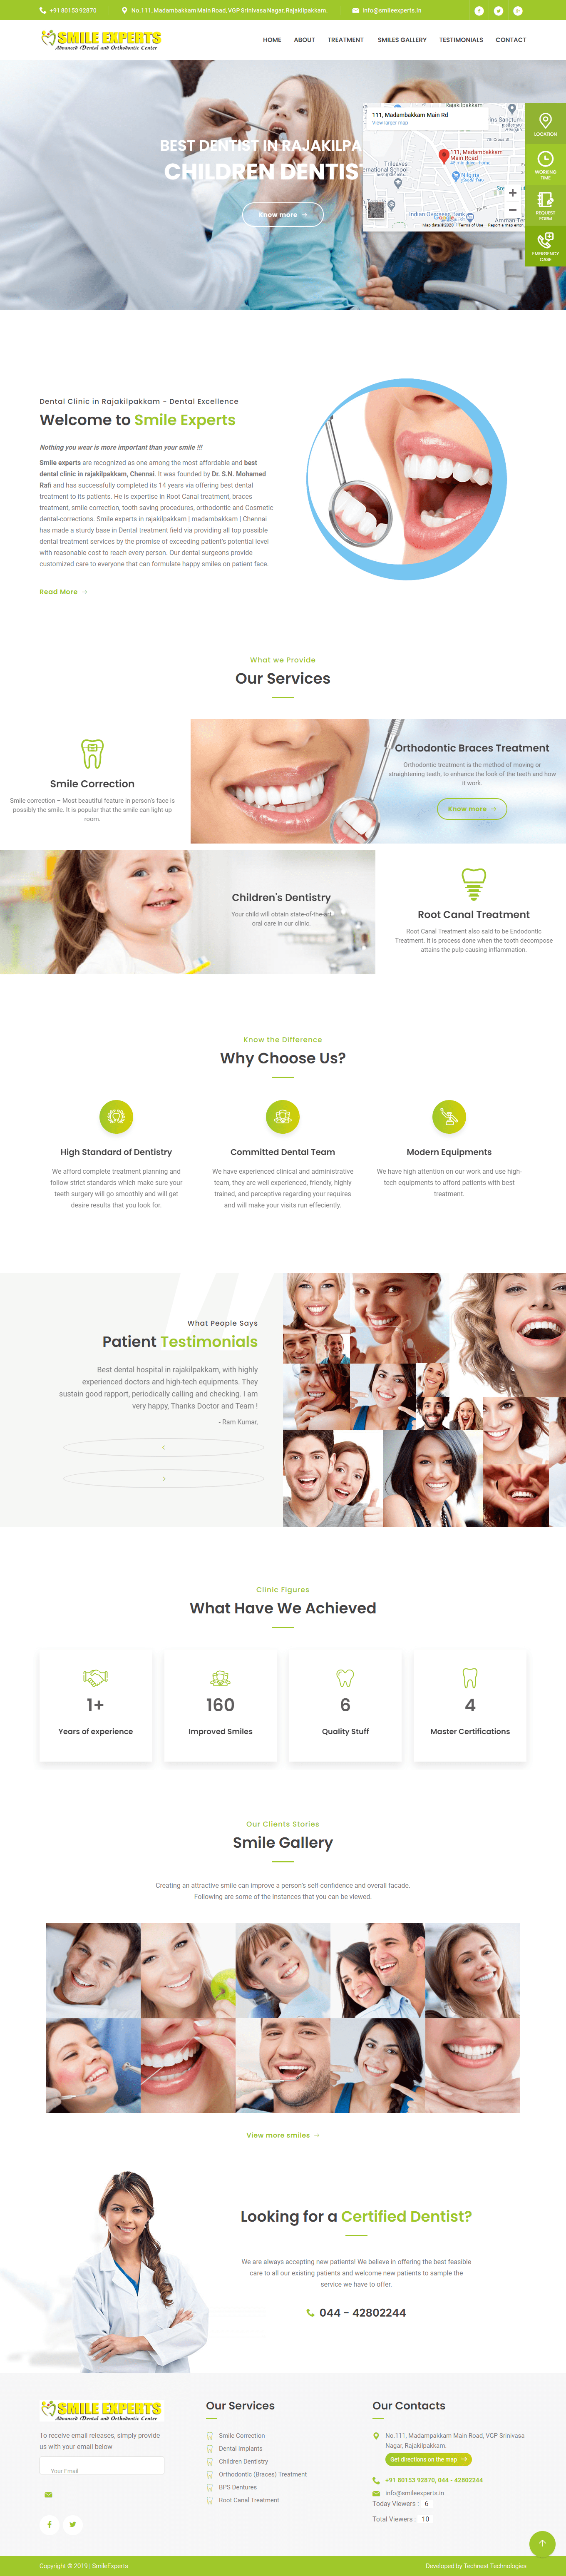 +91 80153 92870
No.111, Madambakkam Main Road, VGP Srinivasa Nagar, Rajakilpakkam.
info@smileexperts.in
SMILE EXPERTS
Advanced Dental and Orthodontic Center
HOME ABOUT TREATMENT SMILES GALLERY TESTIMONIALS CONTACT
BEST DENTIST IN RAJAKILPA
CHILDREN DENTIST
Know more
111, Madambakkam Main Rd
View larger map
Rajakilpakkam
Trileaves
International School
111, Madambakkam
Main Road
Nilgiris
Indian Overseas Bank
Google
Map data ©2020 Terms of Use Report a map error
LOCATION
WORKING
TIME
REQUEST
FORM
EMERGENCY
CASE
Dental Clinic in Rajakilpakkam - Dental Excellence
Welcome to Smile Experts
Nothing you wear is more important than your smile !!!
Smile experts are recognized as one among the most affordable and best
dental clinic in rajakilpakkam, Chennai. It was founded by Dr. S.N. Mohamed
Rafi and has successfully completed its 14 years via offering best dental
treatment to its patients. He is expertise in Root Canal treatment, braces
treatment, smile correction, tooth saving procedures, orthodontic and Cosmetic
dental-corrections. Smile experts in rajakilpakkam | madambakkam | Chennai
has made a sturdy base in Dental treatment field via providing all top possible
dental treatment services by the promise of exceeding patient's potential level
with reasonable cost to reach every person. Our dental surgeons provide
customized care to everyone that can formulate happy smiles on patient face.
Read More
What we Provide
Our Services
Smile Correction
Smile correction – Most beautiful feature in person's face is
possibly the smile. It is popular that the smile can light-up
room.
Orthodontic Braces Treatment
Orthodontic treatment is the method of moving or
straightening teeth, to enhance the look of the teeth and how
it work.
Know more
Children's Dentistry
Your child will obtain state-of-the-art
oral care in our clinic.
Root Canal Treatment
Root Canal Treatment also said to be Endodontic
Treatment. It is process done when the tooth decompose
attains the pulp causing inflammation.
Know the Difference
Why Choose Us?
High Standard of Dentistry
We afford complete treatment planning and
follow strict standards which make sure your
teeth surgery will go smoothly and will get
desire results that you look for.
Committed Dental Team
We have experienced clinical and administrative
team, they are well experienced, friendly, highly
trained, and perceptive regarding your requires
and will make your visits run effeciently.
Modern Equipments
We have high attention on our work and use high-
tech equipments to afford patients with best
treatment.
What People Says
Patient Testimonials
Best dental hospital in rajakilpakkam, with highly
experienced doctors and high-tech equipments. They
sustain good rapport, periodically calling and checking. I am
very happy, Thanks Doctor and Team !
- Ram Kumar,
Clinic Figures
What Have We Achieved
1+
Years of experience
160
Improved Smiles
6
Quality Stuff
4
Master Certifications
Our Clients Stories
Smile Gallery
Creating an attractive smile can improve a person's self-confidence and overall facade.
Following are some of the instances that you can be viewed.
View more smiles
Looking for a Certified Dentist?
We are always accepting new patients! We believe in offering the best feasible
care to all our existing patients and welcome new patients to sample the
service we have to offer.
044 - 42802244
SMILE EXPERTS
Advanced Dental and Orthodontic Center
To receive email releases, simply provide
us with your email below
Your Email
Our Services
Smile Correction
Dental Implants
Children Dentistry
Orthodontic (Braces) Treatment
BPS Dentures
Root Canal Treatment
Our Contacts
No.111, Madampakkam Main Road, VGP Srinivasa
Nagar, Rajakilpakkam.
Get directions on the map
+91 80153 92870, 044 - 42802244
info@smileexperts.in
Today Viewers : 6
Total Viewers : 10
Copyright © 2019 | SmileExperts
Developed by Technest Technologies